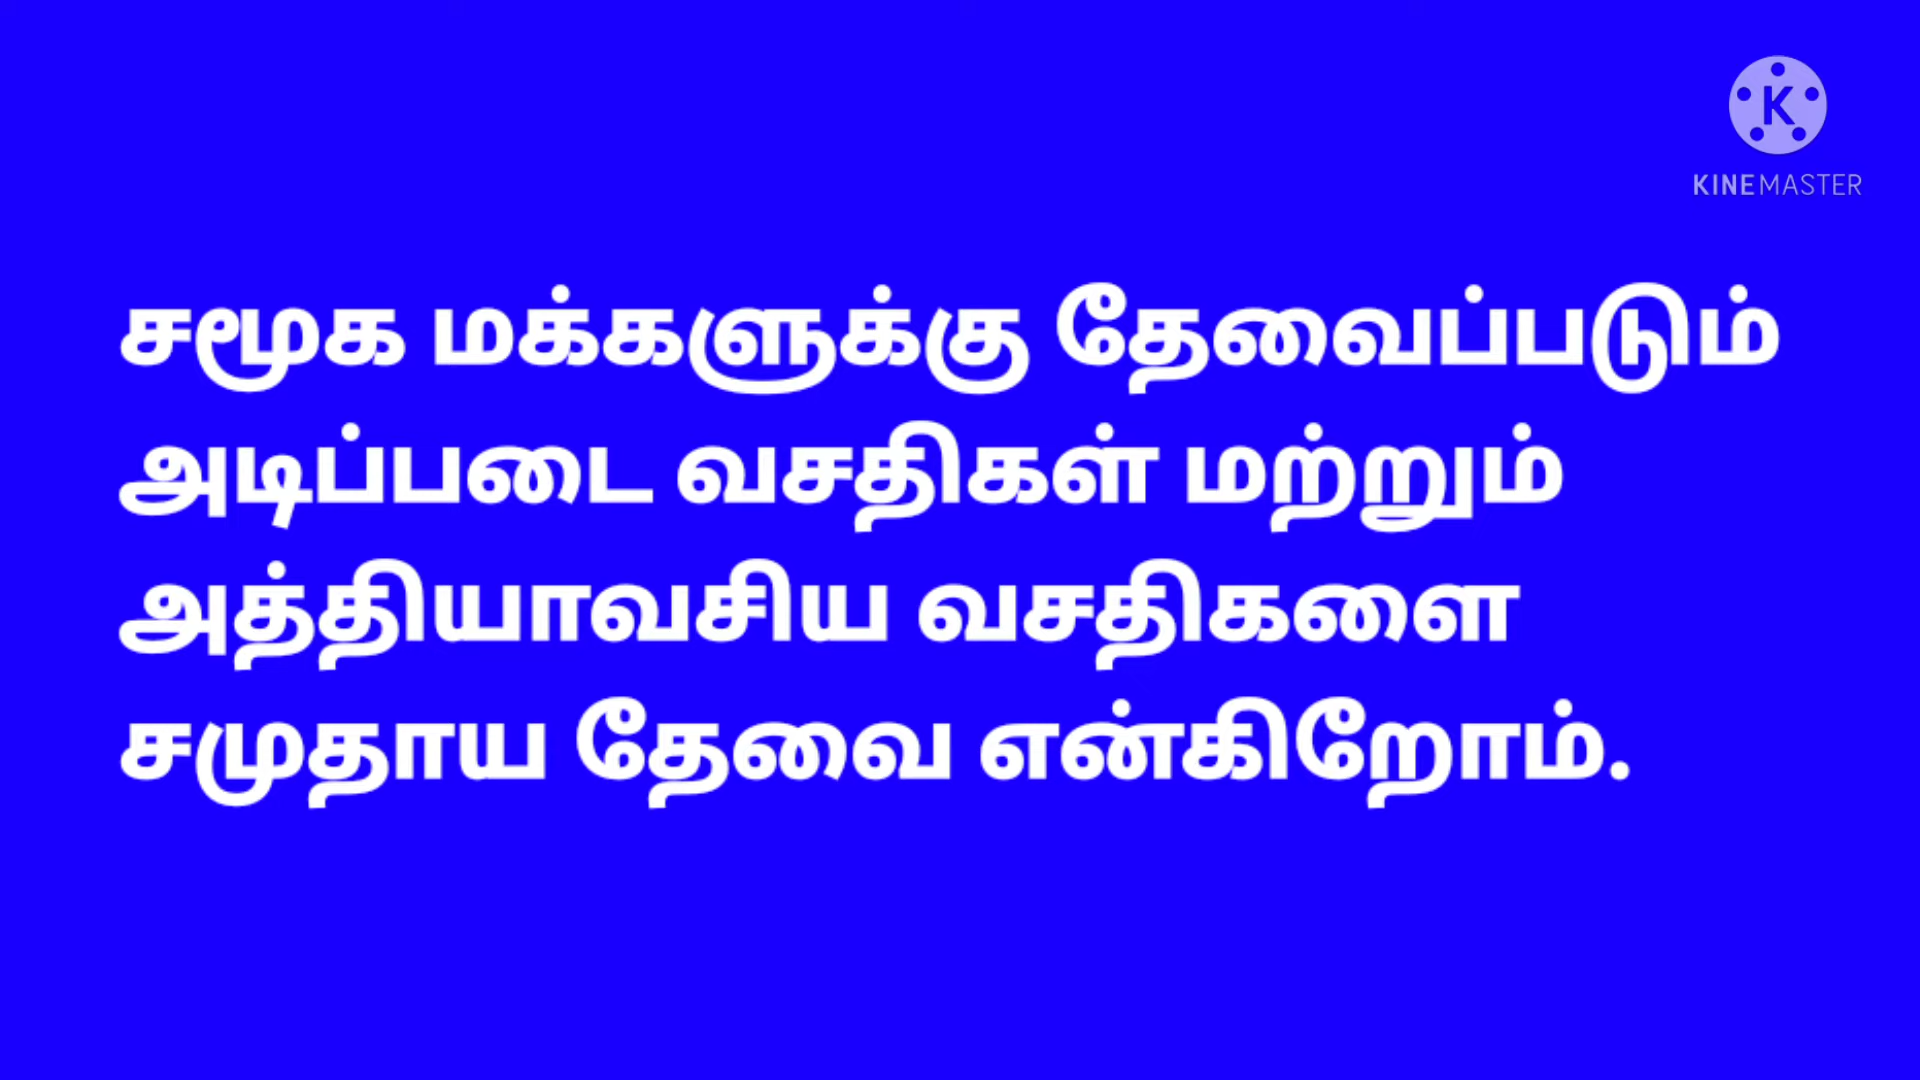 KINEMASTER
சமூக மக்களுக்கு தேவைப்படும்
அடிப்படை வசதிகள் மற்றும்
அத்தியாவசிய வசதிகளை
சமுதாய தேவை என்கிறோம்.